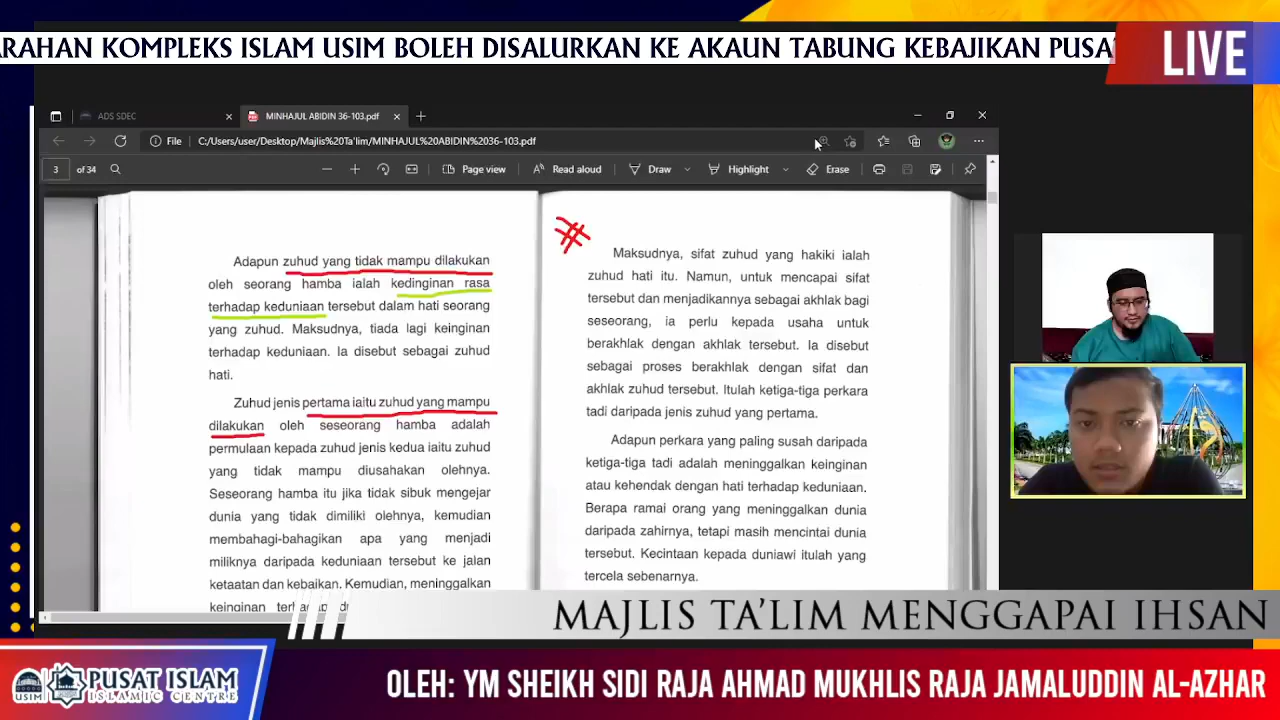 ARAHAN KOMPLEKS ISLAM USIM BOLEH DISALURKAN KE AKAUN TABUNG KEBAJIKAN PUSA
LIVE
ADS SDEC
MINHAJUL ABIDIN 36-103.pdf
File
C:/Users/user/Desktop/Majlis%20Ta'lim/MINHAJUL%20ABIDIN%2036-103.pdf
3 of 34
Page view
Read aloud
Draw
Highlight
Erase
Adapun zuhud yang tidak mampu dilakukan
oleh seorang hamba ialah kedinginan rasa
terhadap keduniaan tersebut dalam hati seorang
yang zuhud. Maksudnya, tiada lagi keinginan
terhadap keduniaan. Ia disebut sebagai zuhud
hati.
Zuhud jenis pertama iaitu zuhud yang mampu
dilakukan oleh seseorang hamba adalah
permulaan kepada zuhud jenis kedua iaitu zuhud
yang tidak mampu diusahakan olehnya.
Seseorang hamba itu jika tidak sibuk mengejar
dunia yang tidak dimiliki olehnya, kemudian
membahagi-bahagikan apa yang menjadi
miliknya daripada keduniaan tersebut ke jalan
ketaatan dan kebaikan. Kemudian, meninggalkan
keinginan
Maksudnya, sifat zuhud yang hakiki ialah
zuhud hati itu. Namun, untuk mencapai sifat
tersebut dan menjadikannya sebagai akhlak bagi
seseorang, ia perlu kepada usaha untuk
berakhlak dengan akhlak tersebut. Ia disebut
sebagai proses berakhlak dengan sifat dan
akhlak zuhud tersebut. Itulah ketiga-tiga perkara
tadi daripada jenis zuhud yang pertama.
Adapun perkara yang paling susah daripada
ketiga-tiga tadi adalah meninggalkan keinginan
atau kehendak dengan hati terhadap keduniaan.
Berapa ramai orang yang meninggalkan dunia
daripada zahirnya, tetapi masih mencintai dunia
tersebut. Kecintaan kepada duniawi itulah yang
tercela sebenarnya.
MAJLIS TA'LIM MENGGAPAI IHSAN
USIM
PUSAT ISLAM
ISLAMIC CENTRE
OLEH: YM SHEIKH SIDI RAJA AHMAD MUKHLIS RAJA JAMALUDDIN AL-AZHAR